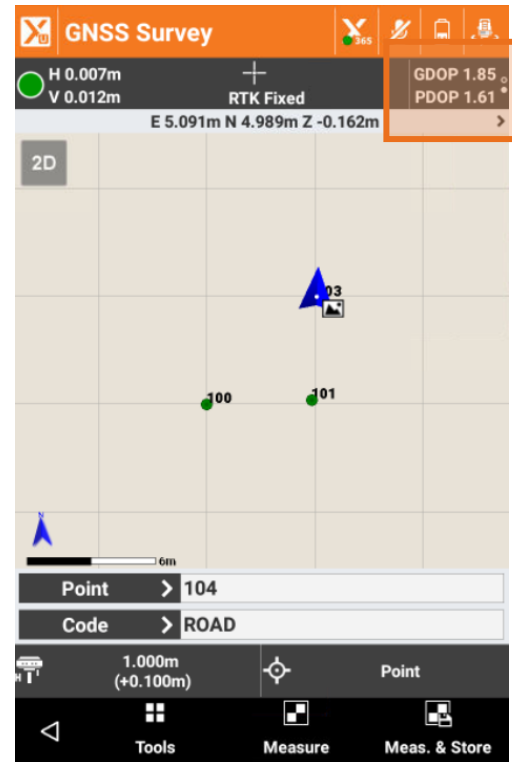 X
U
GNSS Survey
X
365
H 0.007m
V 0.012m
RTK Fixed
GDOP 1.85
PDOP 1.61
E 5.091m N 4.989m Z -0.162m
2D
03
100
101
N
6m
Point
104
Code
ROAD
H
1.000m
(+0.100m)
Point
Tools
Measure
Meas. & Store